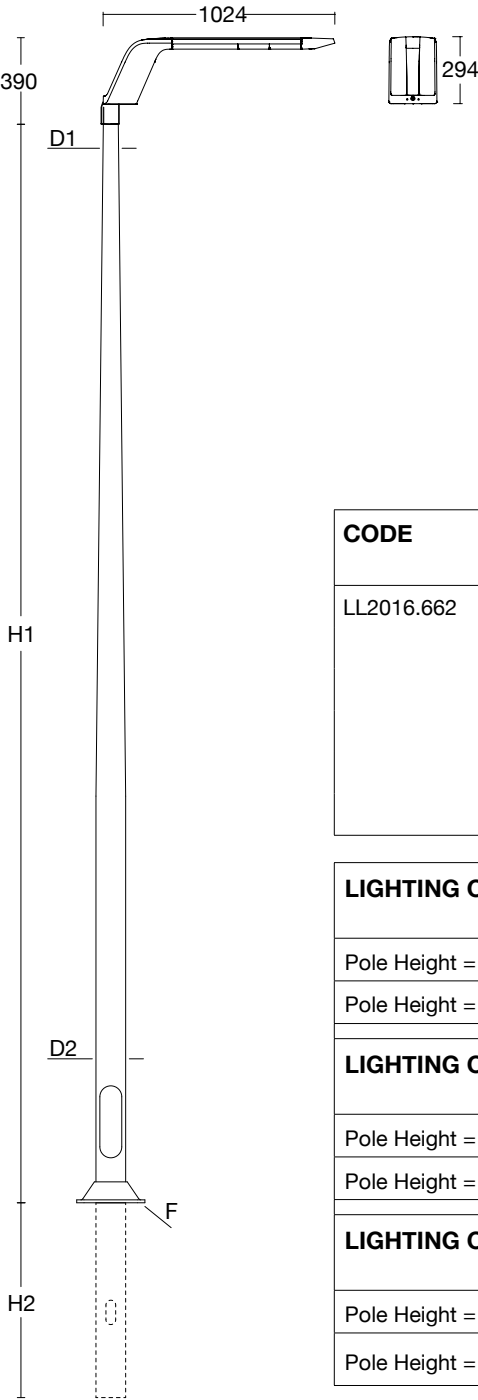 1024
390
294
D1
H1
D2
F
H2
CODE
LL2016.662
LIGHTING
Pole Height =
Pole Height =
LIGHTING
Pole Height =
Pole Height =
LIGHTING
Pole Height =
Pole Height =